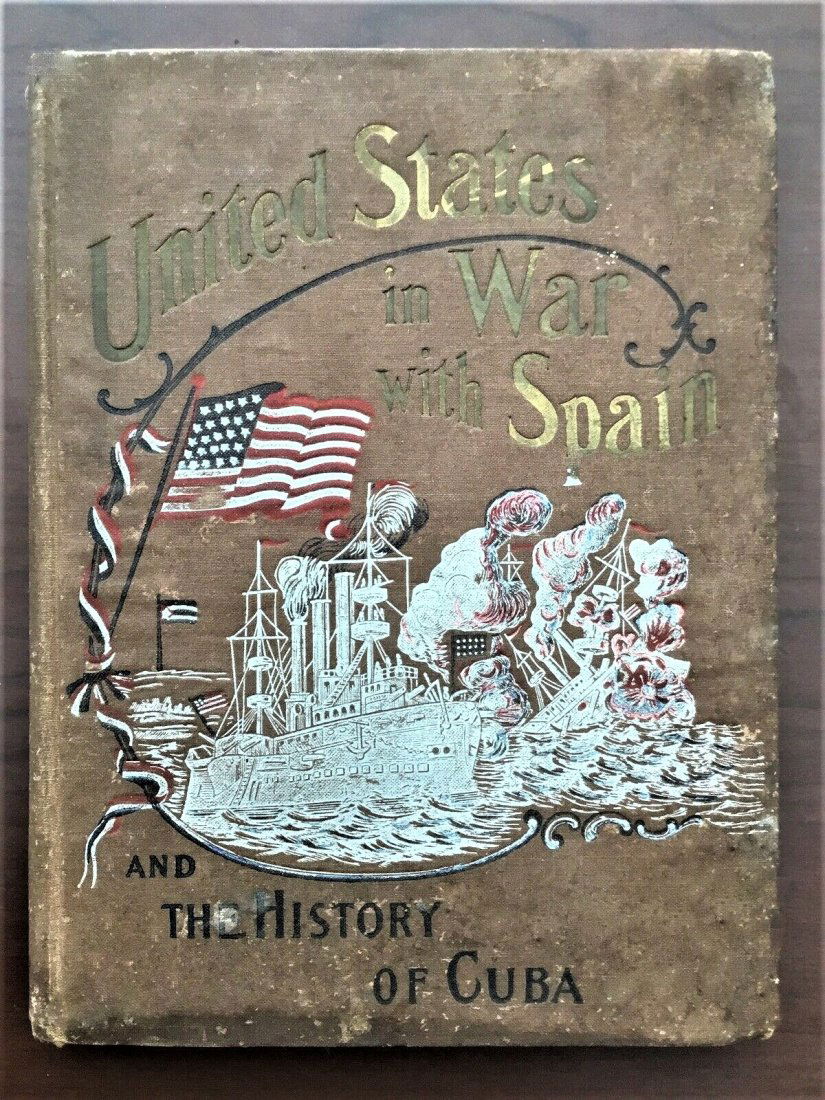 United States
in War
with Spain
AND
THE HISTORY
OF CUBA